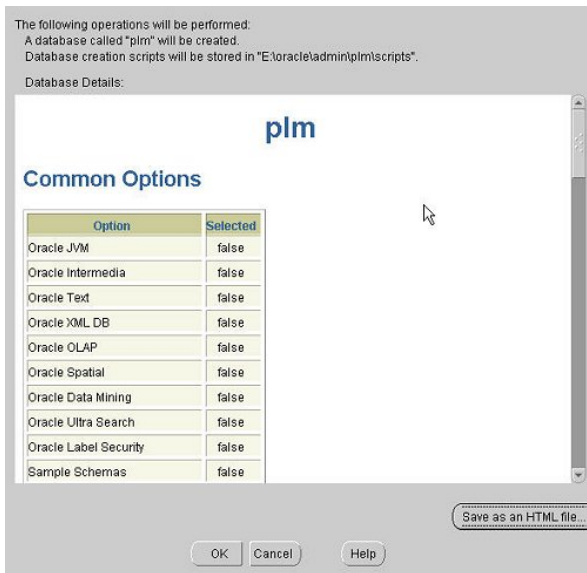 The following operations will be performed:
A database called "plm" will be created.
Database creation scripts will be stored in "E:\oracle\admin\plm\scripts".
Database Details:
plm
Common Options
Option Selected
Oracle JVM false
Oracle Intermedia false
Oracle Text false
Oracle XML DB false
Oracle OLAP false
Oracle Spatial false
Oracle Data Mining false
Oracle Ultra Search false
Oracle Label Security false
Sample Schemas false
Save as an HTML file...
OK Cancel Help